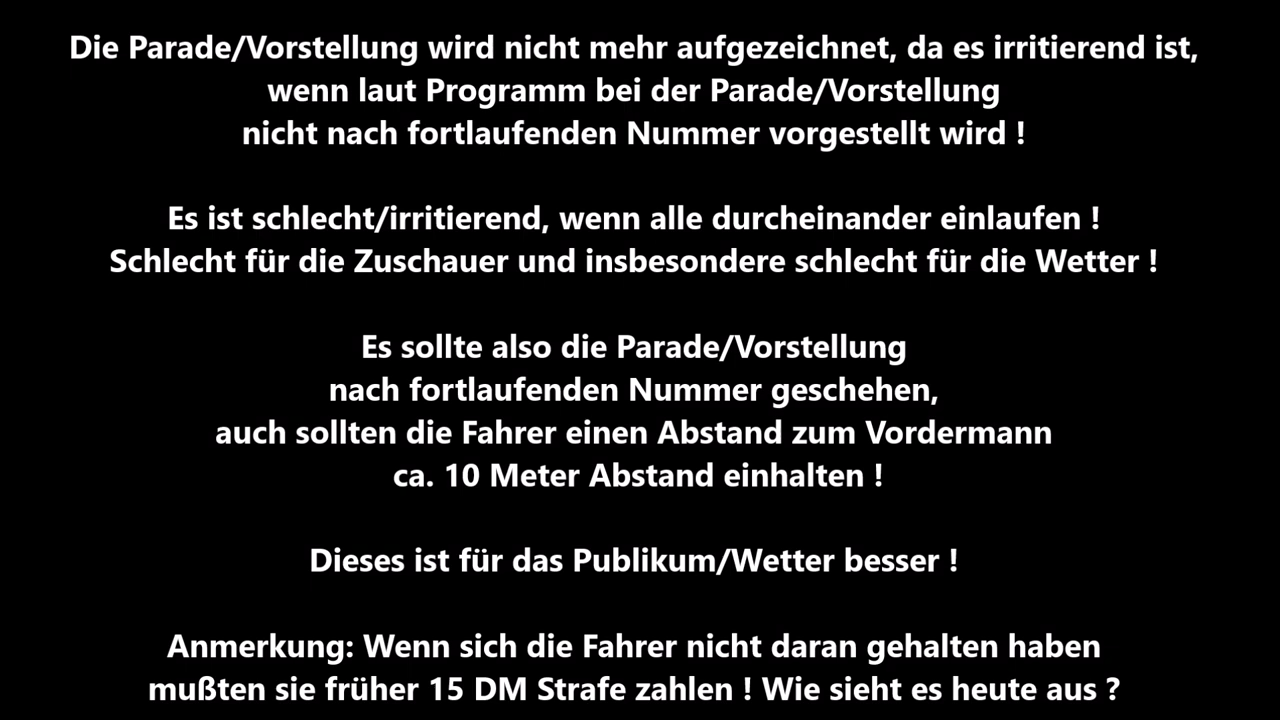 Die Parade/Vorstellung wird nicht mehr aufgezeichnet, da es irritierend ist,
wenn laut Programm bei der Parade/Vorstellung
nicht nach fortlaufenden Nummer vorgestellt wird !
Es ist schlecht/irritierend, wenn alle durcheinander einlaufen !
Schlecht für die Zuschauer und insbesondere schlecht für die Wetter !
Es sollte also die Parade/Vorstellung
nach fortlaufenden Nummer geschehen,
auch sollten die Fahrer einen Abstand zum Vordermann
ca. 10 Meter Abstand einhalten !
Dieses ist für das Publikum/Wetter besser !
Anmerkung: Wenn sich die Fahrer nicht daran gehalten haben
mußten sie früher 15 DM Strafe zahlen ! Wie sieht es heute aus ?